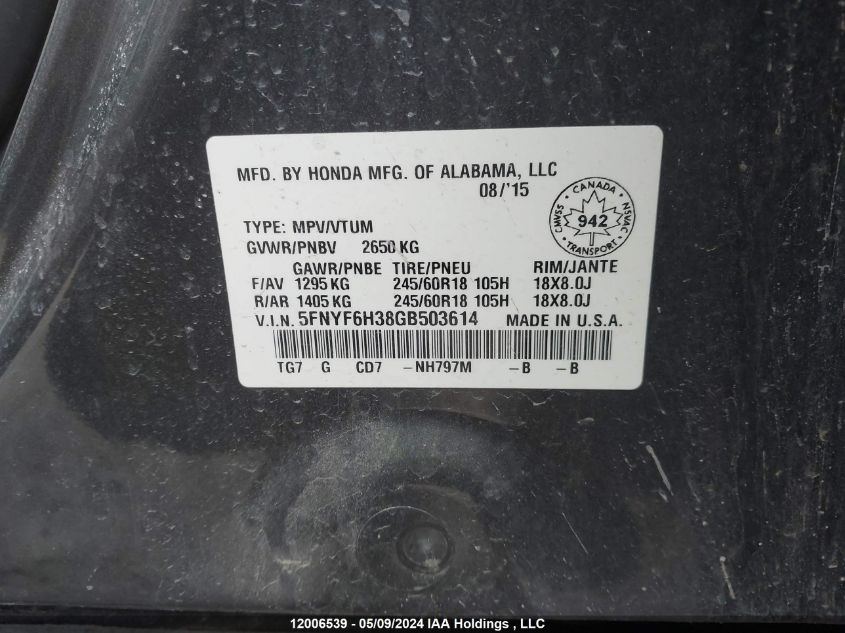 MFD. BY HONDA MFG. OF ALABAMA, LLC
08/'15
CANADA
CMVSS
942
NSVAC
TRANSPORT
TYPE: MPV/VTUM
GVWR/PNBV 2650 KG
GAWR/PNBE TIRE/PNEU RIM/JANTE
F/AV 1295 KG 245/60R18 105H 18X8.0J
R/AR 1405 KG 245/60R18 105H 18X8.0J
V.I.N. 5FNYF6H38GB503614 MADE IN U.S.A.
TG7 G CD7 -NH797M -B -B
12006539 - 05/09/2024 IAA Holdings , LLC